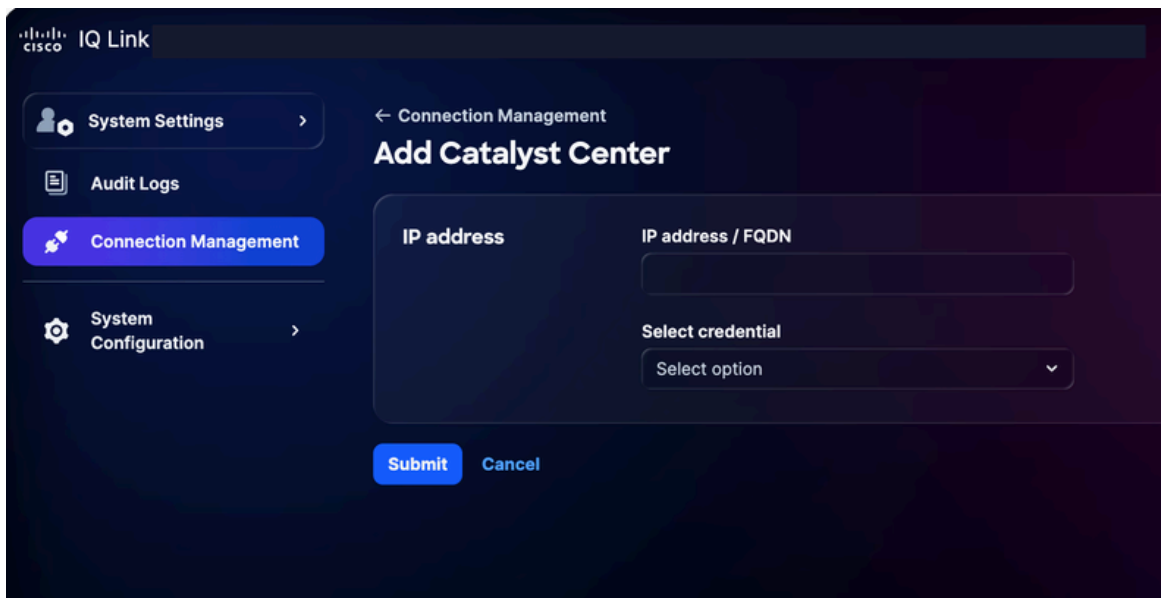 cisco IQ Link
System Settings
Audit Logs
Connection Management
System
Configuration
← Connection Management
Add Catalyst Center
IP address
IP address / FQDN
Select credential
Select option
Submit Cancel